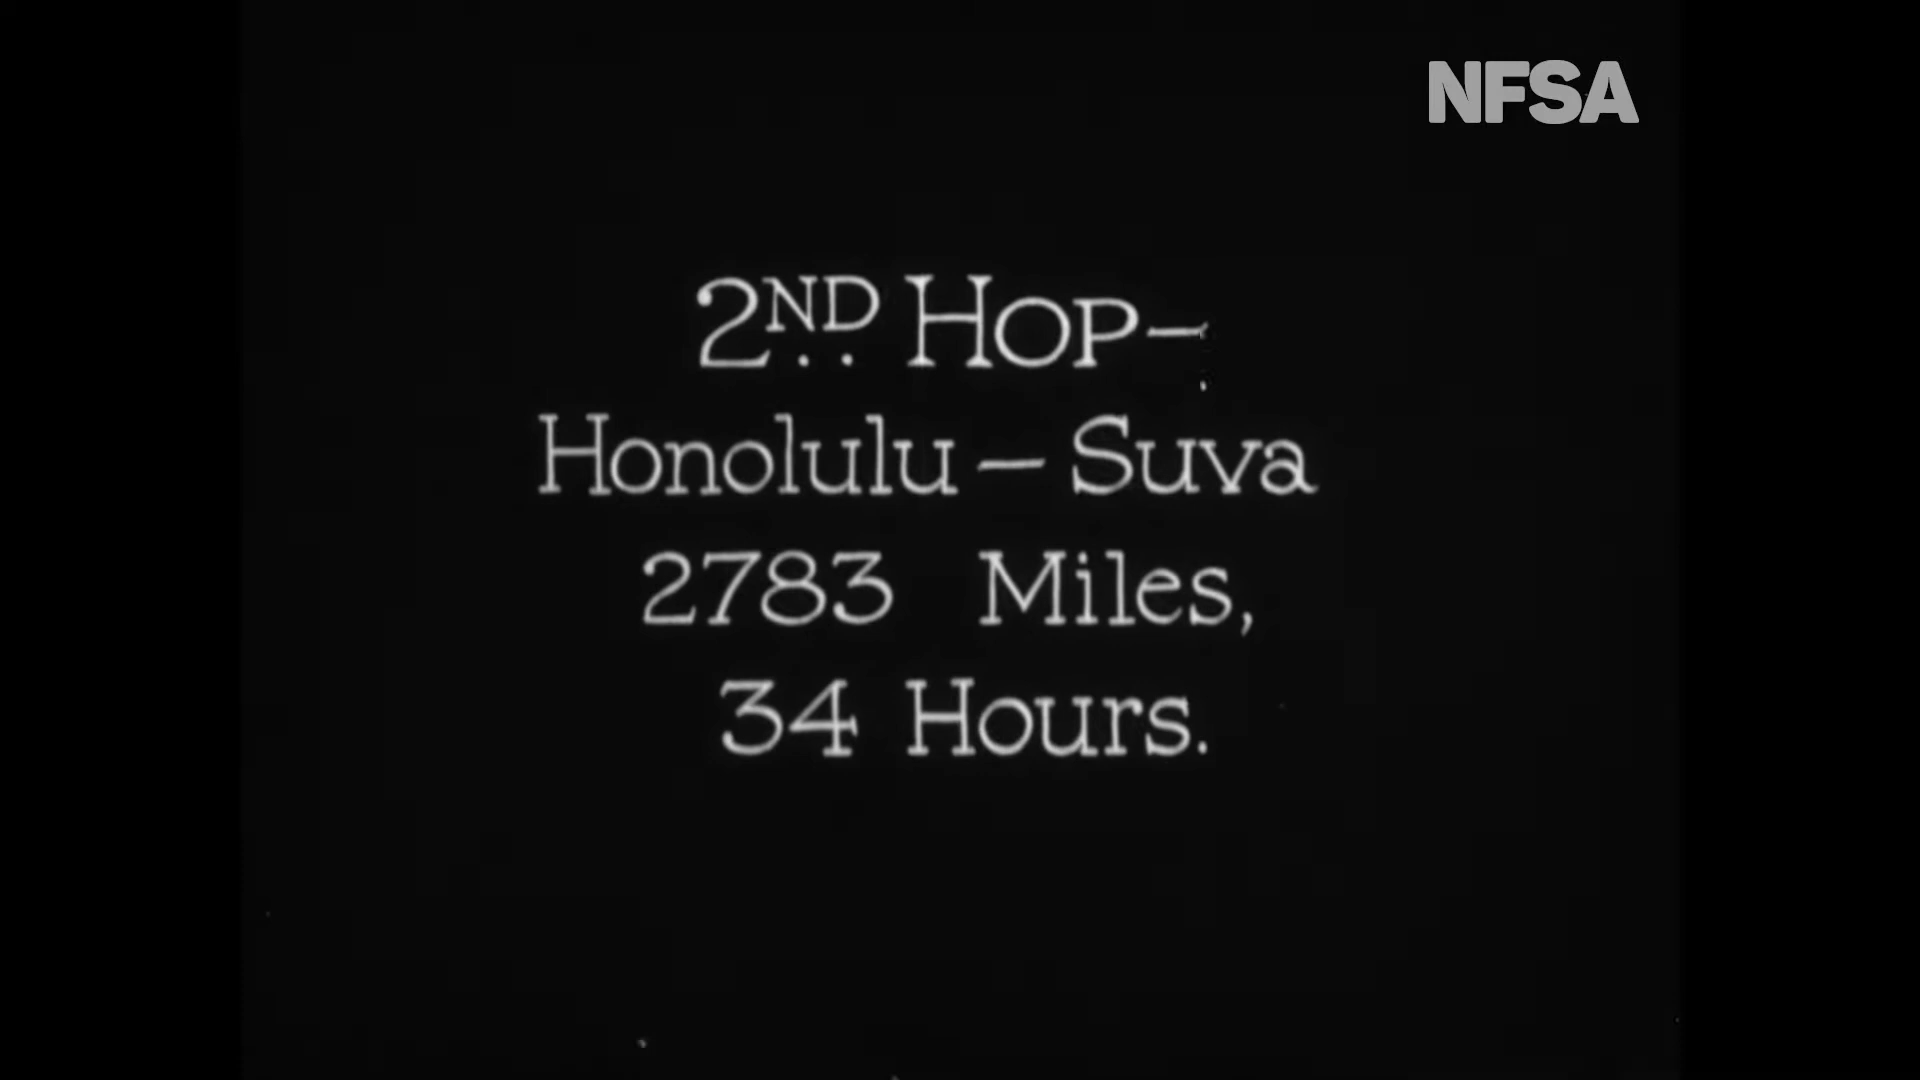 NFSA
2ND HOP-
Honolulu - Suva
2783 Miles,
34 Hours.